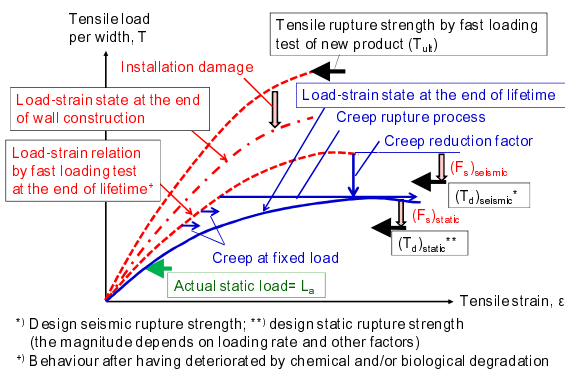 Tensile load
per width, T
Tensile rupture strength by fast loading
test of new product (Tult)
Installation damage
Load-strain state at the end of lifetime
Load-strain state at the end
of wall construction
Creep rupture process
Creep reduction factor
Load-strain relation
by fast loading test
at the end of lifetime+
(Fs)seismic
(Td)seismic*
(Fs)static
(Td)static**
Creep at fixed load
Actual static load= La
Tensile strain, ε
*) Design seismic rupture strength; **) design static rupture strength
(the magnitude depends on loading rate and other factors)
+) Behaviour after having deteriorated by chemical and/or biological degradation